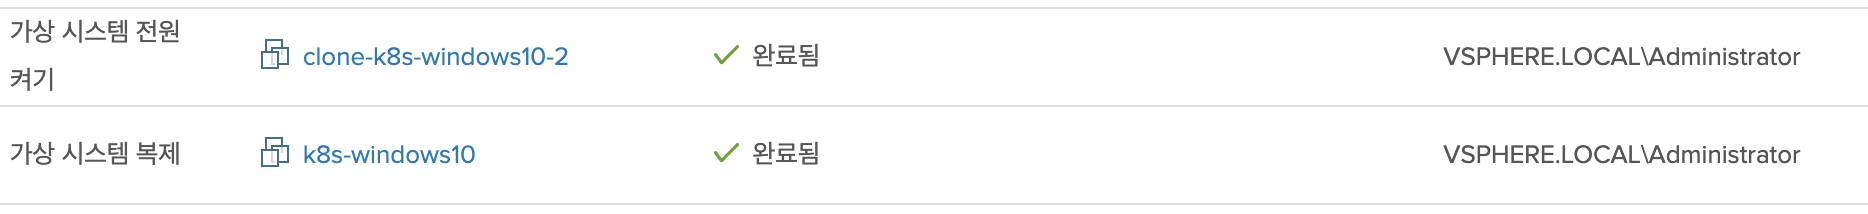 가상 시스템 전원
켜기
clone-k8s-windows10-2
완료됨
VSPHERE.LOCAL\Administrator
가상 시스템 복제
k8s-windows10
완료됨
VSPHERE.LOCAL\Administrator